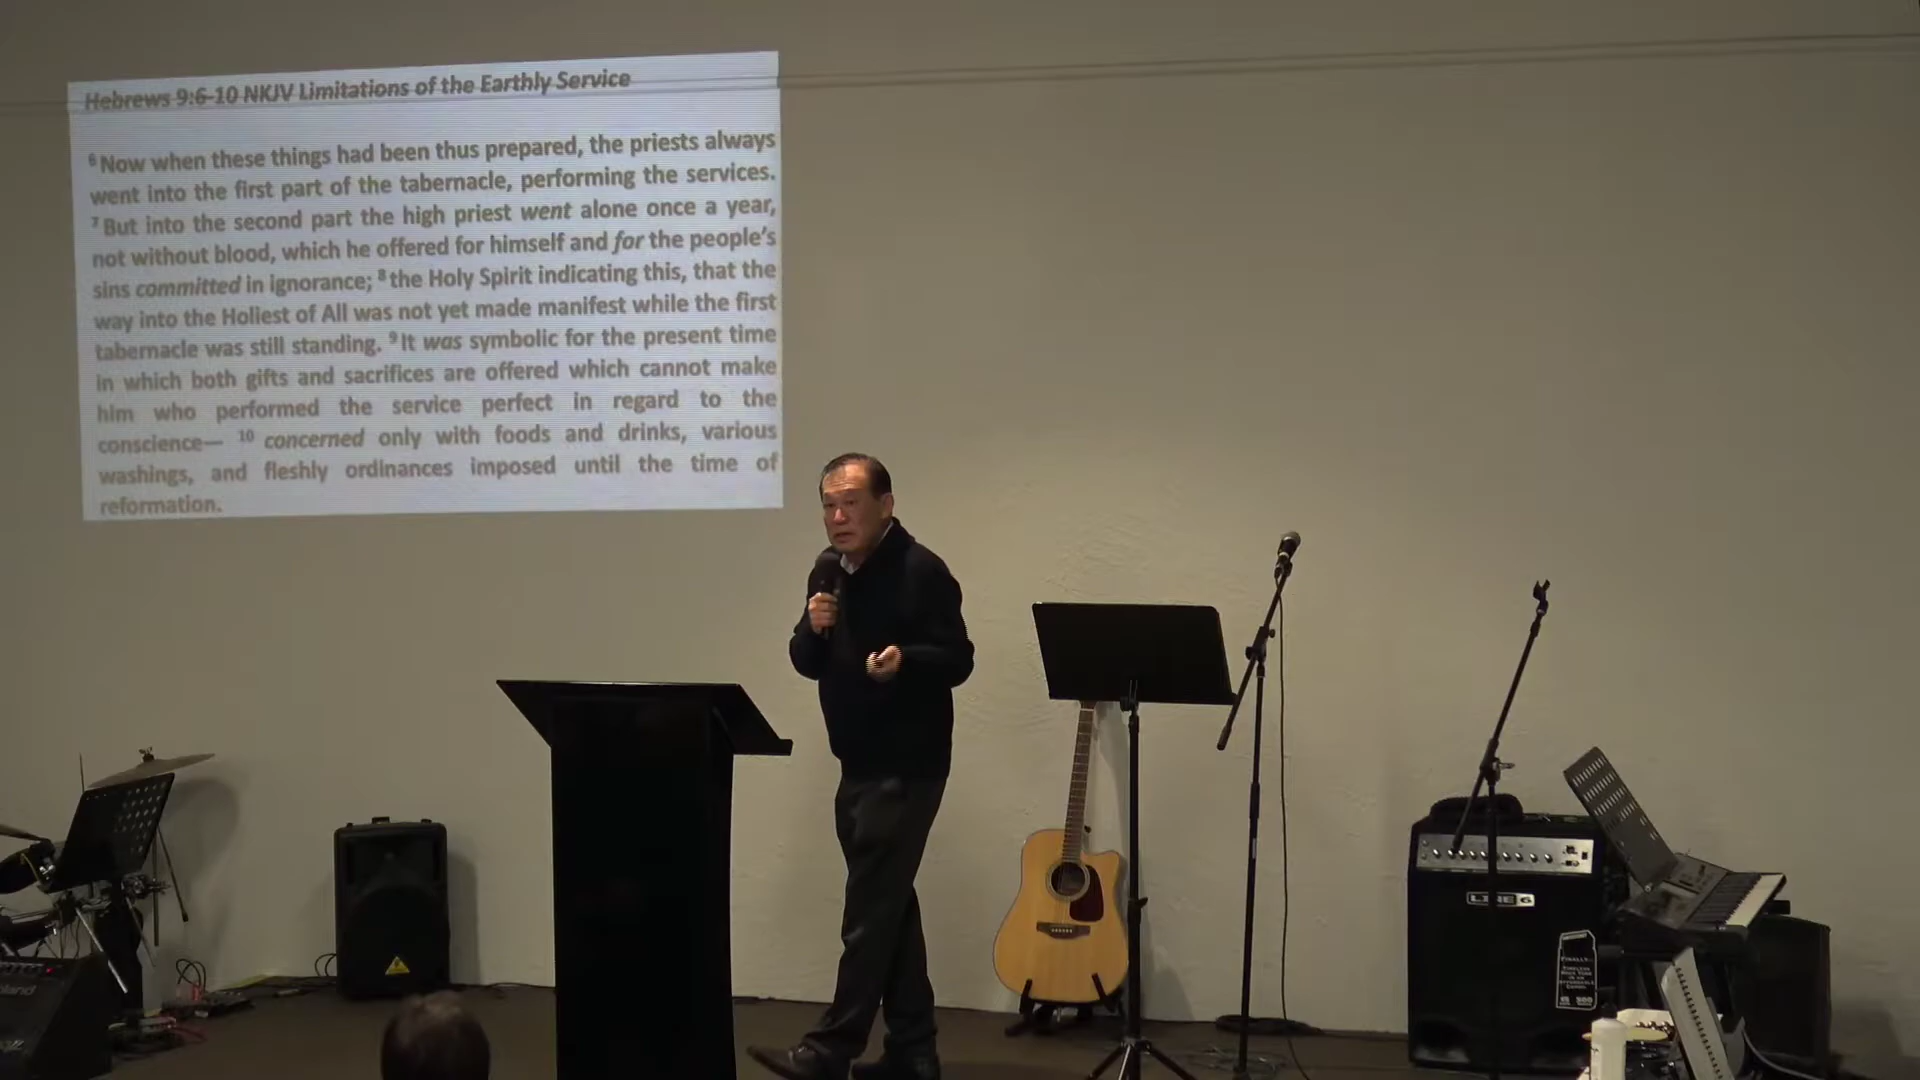 Hebrews 9:6-10 NKJV Limitations of the Earthly Service
6 Now when these things had been thus prepared, the priests always
went into the first part of the tabernacle, performing the services.
7 But into the second part the high priest went alone once a year,
not without blood, which he offered for himself and for the people's
sins committed in ignorance; 8 the Holy Spirit indicating this, that the
way into the Holiest of All was not yet made manifest while the first
tabernacle was still standing. 9 It was symbolic for the present time
in which both gifts and sacrifices are offered which cannot make
him who performed the service perfect in regard to the
conscience— 10 concerned only with foods and drinks, various
washings, and fleshly ordinances imposed until the time of
reformation.
LINE 6
FINALLY